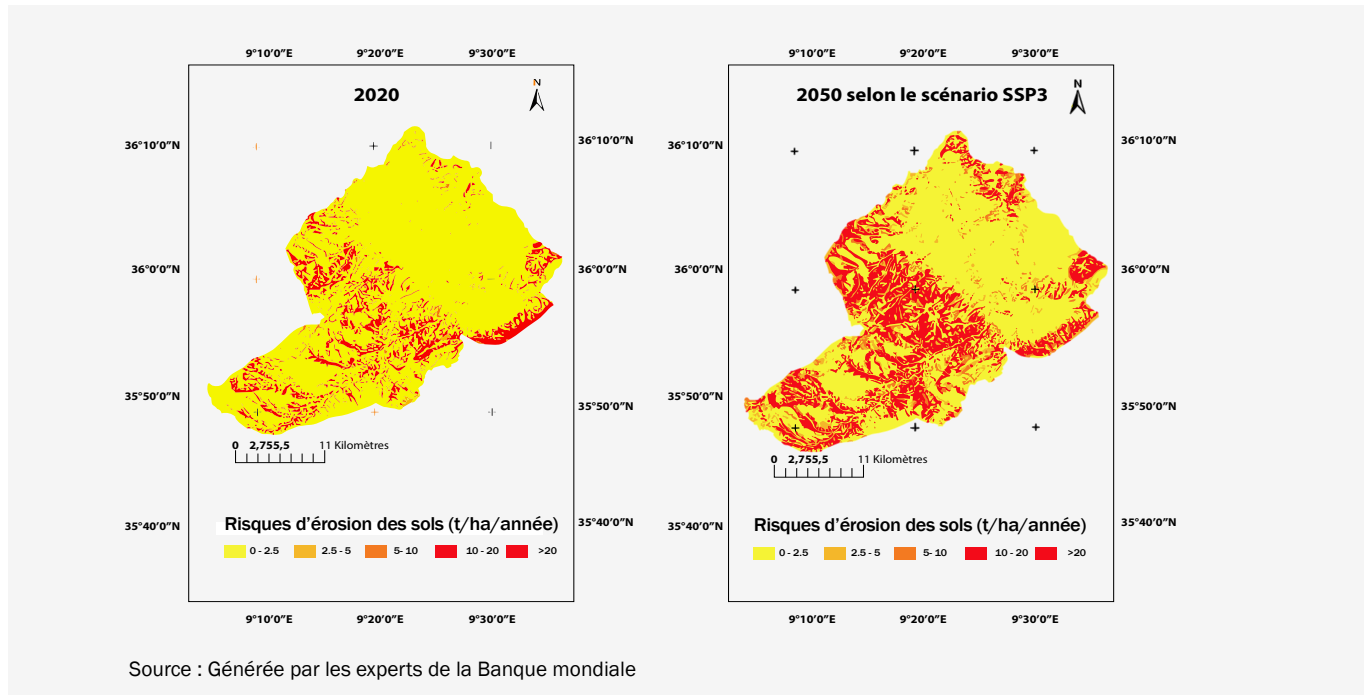 9°10'0"E 9°20'0"E 9°30'0"E
2020
N
36°10'0"N 36°10'0"N
36°0'0"N 36°0'0"N
35°50'0"N 35°50'0"N
0 2,755,5 11 Kilomètres
Risques d'érosion des sols (t/ha/année)
35°40'0"N 35°40'0"N
0 - 2.5 2.5 - 5 5- 10 10 - 20 >20
9°10'0"E 9°20'0"E 9°30'0"E
9°10'0"E 9°20'0"E 9°30'0"E
2050 selon le scénario SSP3
N
36°10'0"N 36°10'0"N
36°0'0"N 36°0'0"N
35°50'0"N 35°50'0"N
0 2,755,5 11 Kilomètres
Risques d'érosion des sols (t/ha/année)
35°40'0"N 35°40'0"N
0 - 2.5 2.5 - 5 5- 10 10 - 20 >20
9°10'0"E 9°20'0"E 9°30'0"E
Source : Générée par les experts de la Banque mondiale